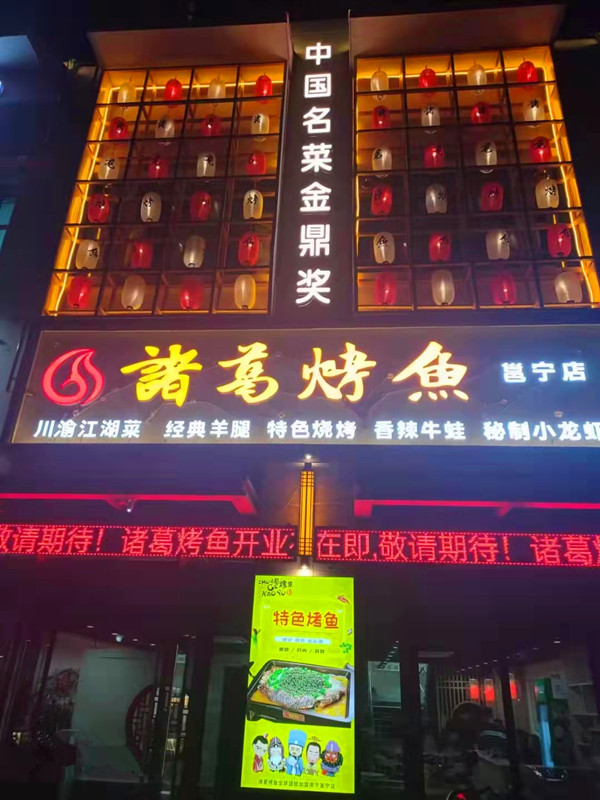 中国名菜金鼎奖
諸葛烤魚 邕宁店
川渝江湖菜 经典羊腿 特色烧烤 香辣牛蛙 秘制小龙虾
敬请期待！诸葛烤鱼开业 在即,敬请期待！诸葛
特色烤鱼